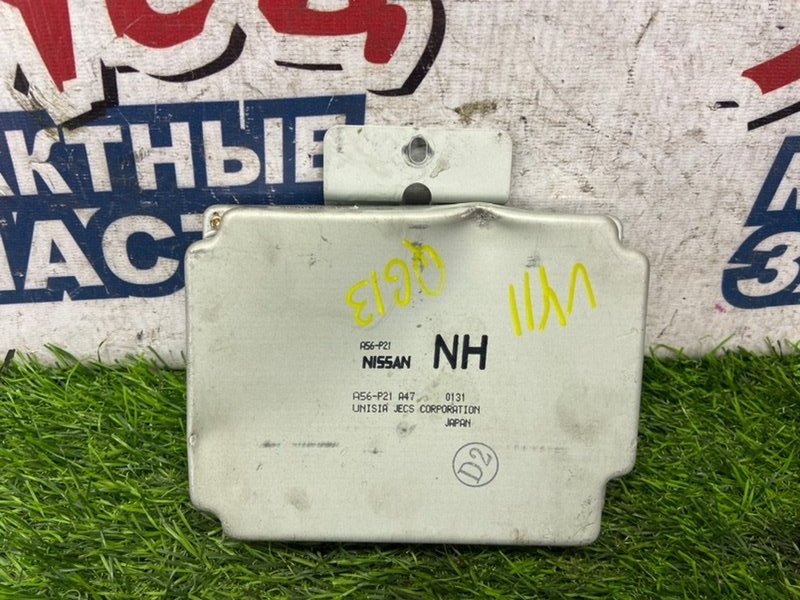 АКТНЫЕ
АСТ
З
QG13
VY11
A56-P21
NISSAN NH
A56-P21 A47 0131
UNISIA JECS CORPORATION
JAPAN
D2